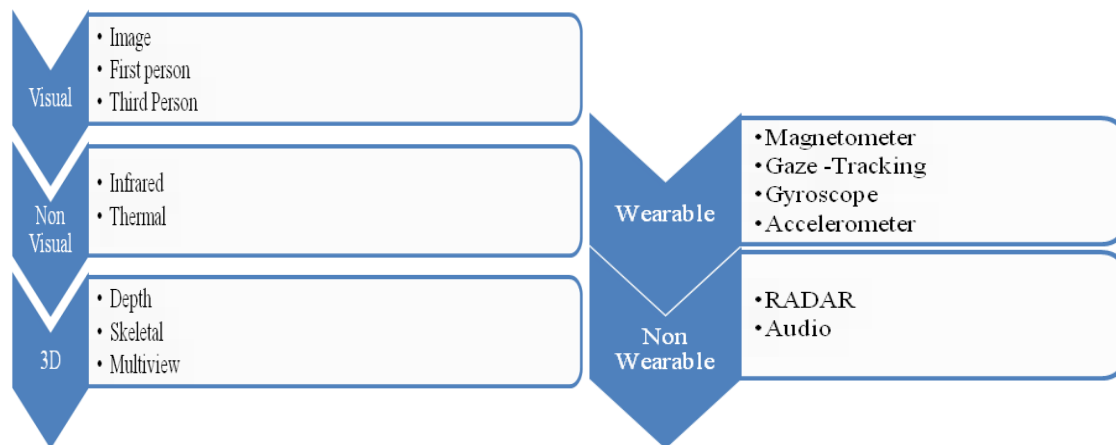 Visual
• Image
• First person
• Third Person
Non
Visual
• Infrared
• Thermal
3D
• Depth
• Skeletal
• Multiview
Wearable
•Magnetometer
•Gaze -Tracking
•Gyroscope
•Accelerometer
Non
Wearable
•RADAR
•Audio